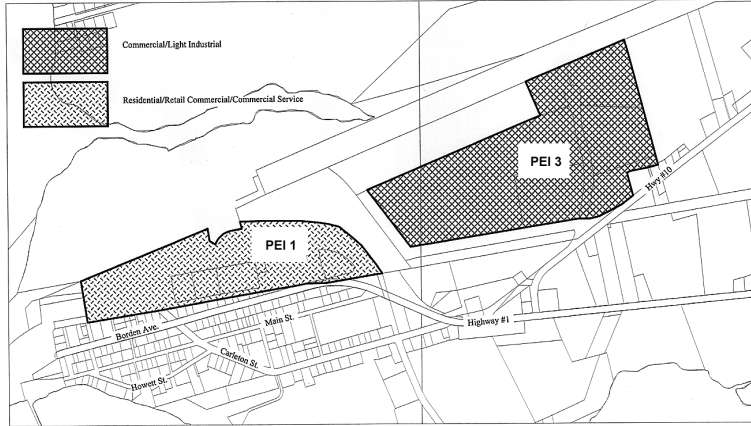 Commercial/Light Industrial
Residential/Retail Commercial/Commercial Service
PEI 3
Hwy #10
PEI 1
Borden Ave.
Main St.
Highway #1
Carleton St.
Howett St.